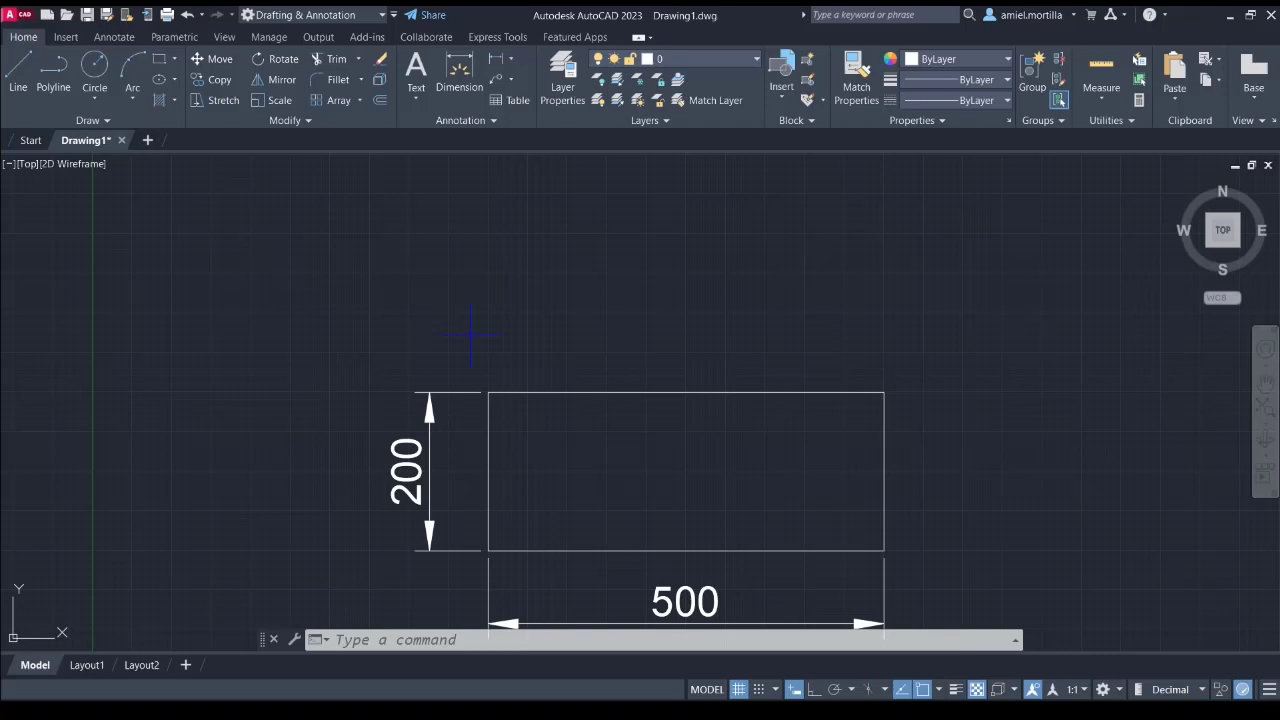 A CAD Drafting & Annotation Share Autodesk AutoCAD 2023 Drawing1.dwg Type a keyword or phrase amiel.mortilla
Home Insert Annotate Parametric View Manage Output Add-ins Collaborate Express Tools Featured Apps
Move Rotate Trim 0 ByLayer
Copy Mirror Fillet ByLayer
Stretch Scale Array Table Match Layer ByLayer
Line Polyline Circle Arc Text Dimension Layer Properties Insert Match Properties Group Measure Paste Base
Draw Modify Annotation Layers Block Properties Groups Utilities Clipboard View
Start Drawing1* 
[−][Top][2D Wireframe]
N
W TOP E
S
WCS
200
500
Y
X
Type a command
Model Layout1 Layout2
MODEL 1:1 Decimal